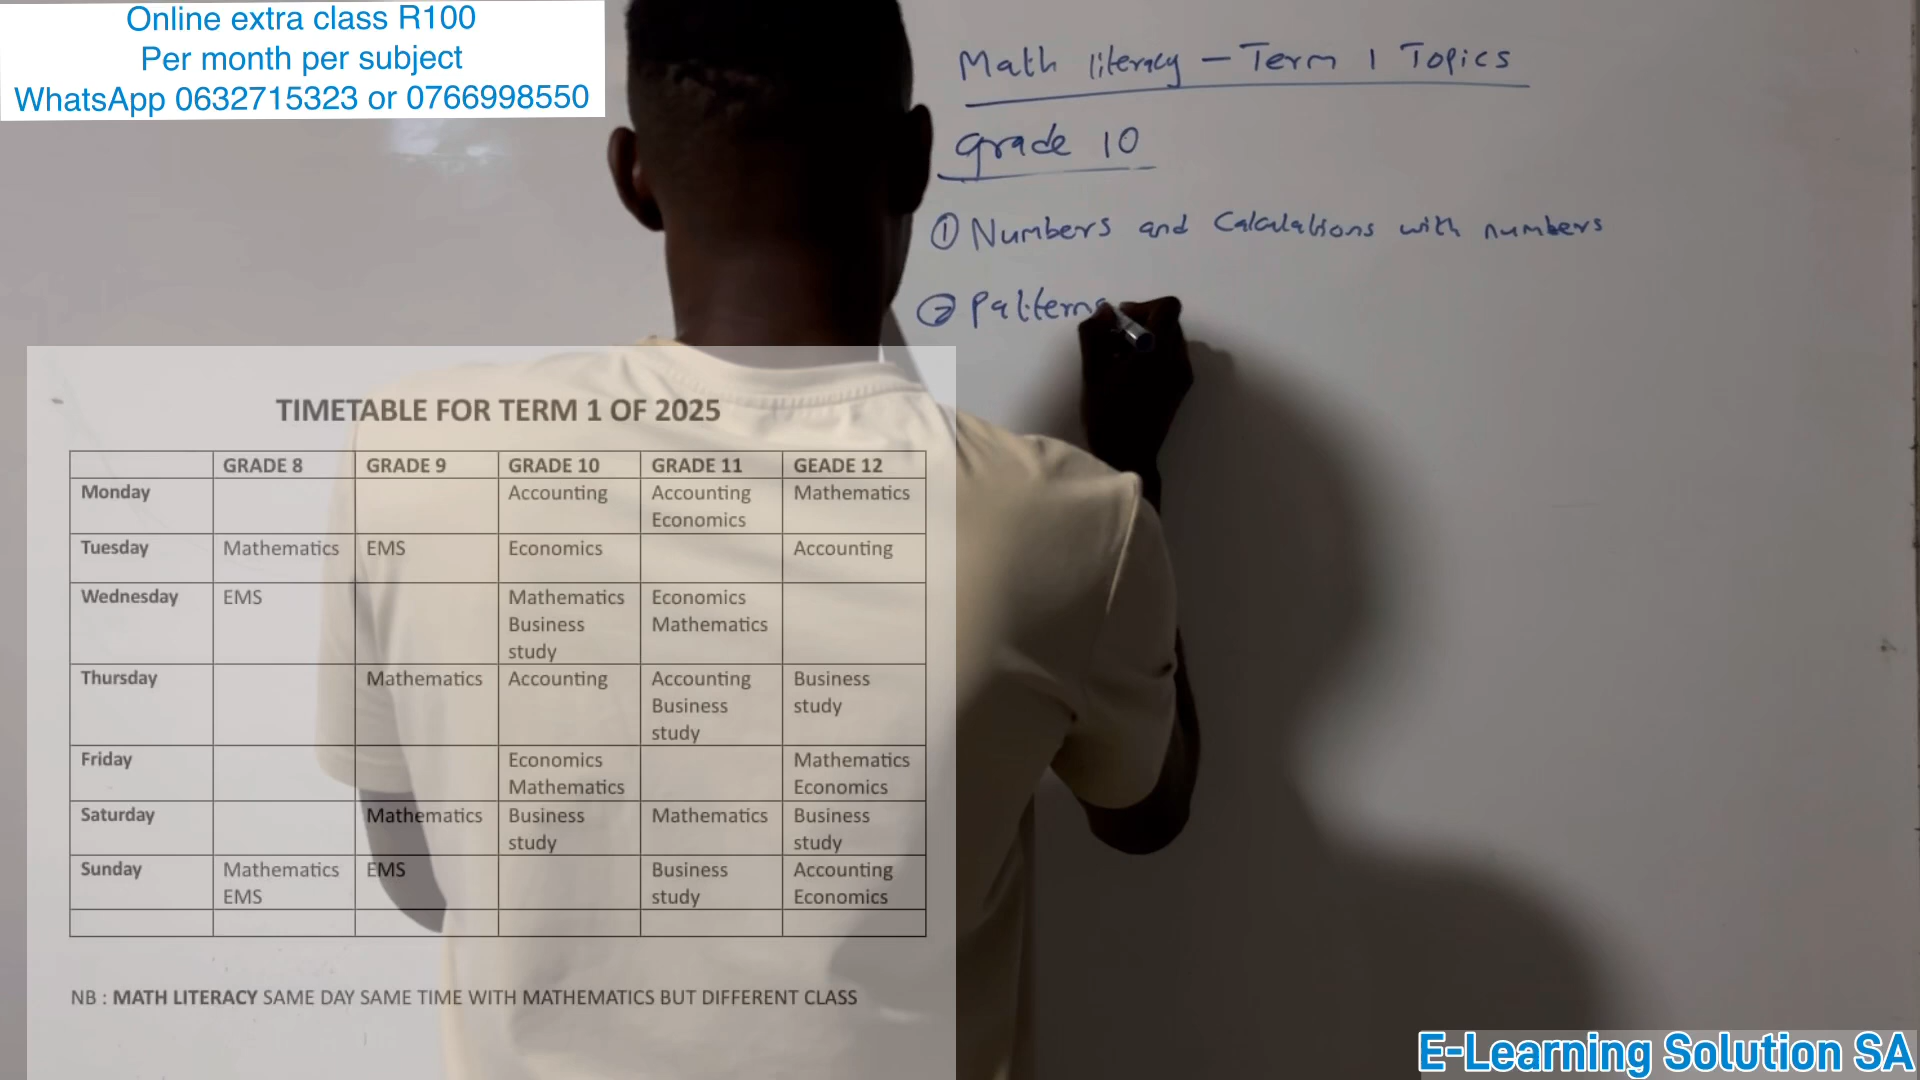 Online extra class R100
Per month per subject
WhatsApp 0632715323 or 0766998550
Math literacy – Term 1 Topics
Grade 10
① Numbers and Calculations with numbers
② Patterns
TIMETABLE FOR TERM 1 OF 2025
GRADE 8 GRADE 9 GRADE 10 GRADE 11 GEADE 12
Monday Accounting Accounting Mathematics
Economics
Tuesday Mathematics EMS Economics Accounting
Wednesday EMS Mathematics Economics
Business Mathematics
study
Thursday Mathematics Accounting Accounting Business
Business study
study
Friday Economics Mathematics
Mathematics Economics
Saturday Mathematics Business Mathematics Business
study study
Sunday Mathematics EMS Business Accounting
EMS study Economics
NB : MATH LITERACY SAME DAY SAME TIME WITH MATHEMATICS BUT DIFFERENT CLASS
E-Learning Solution SA